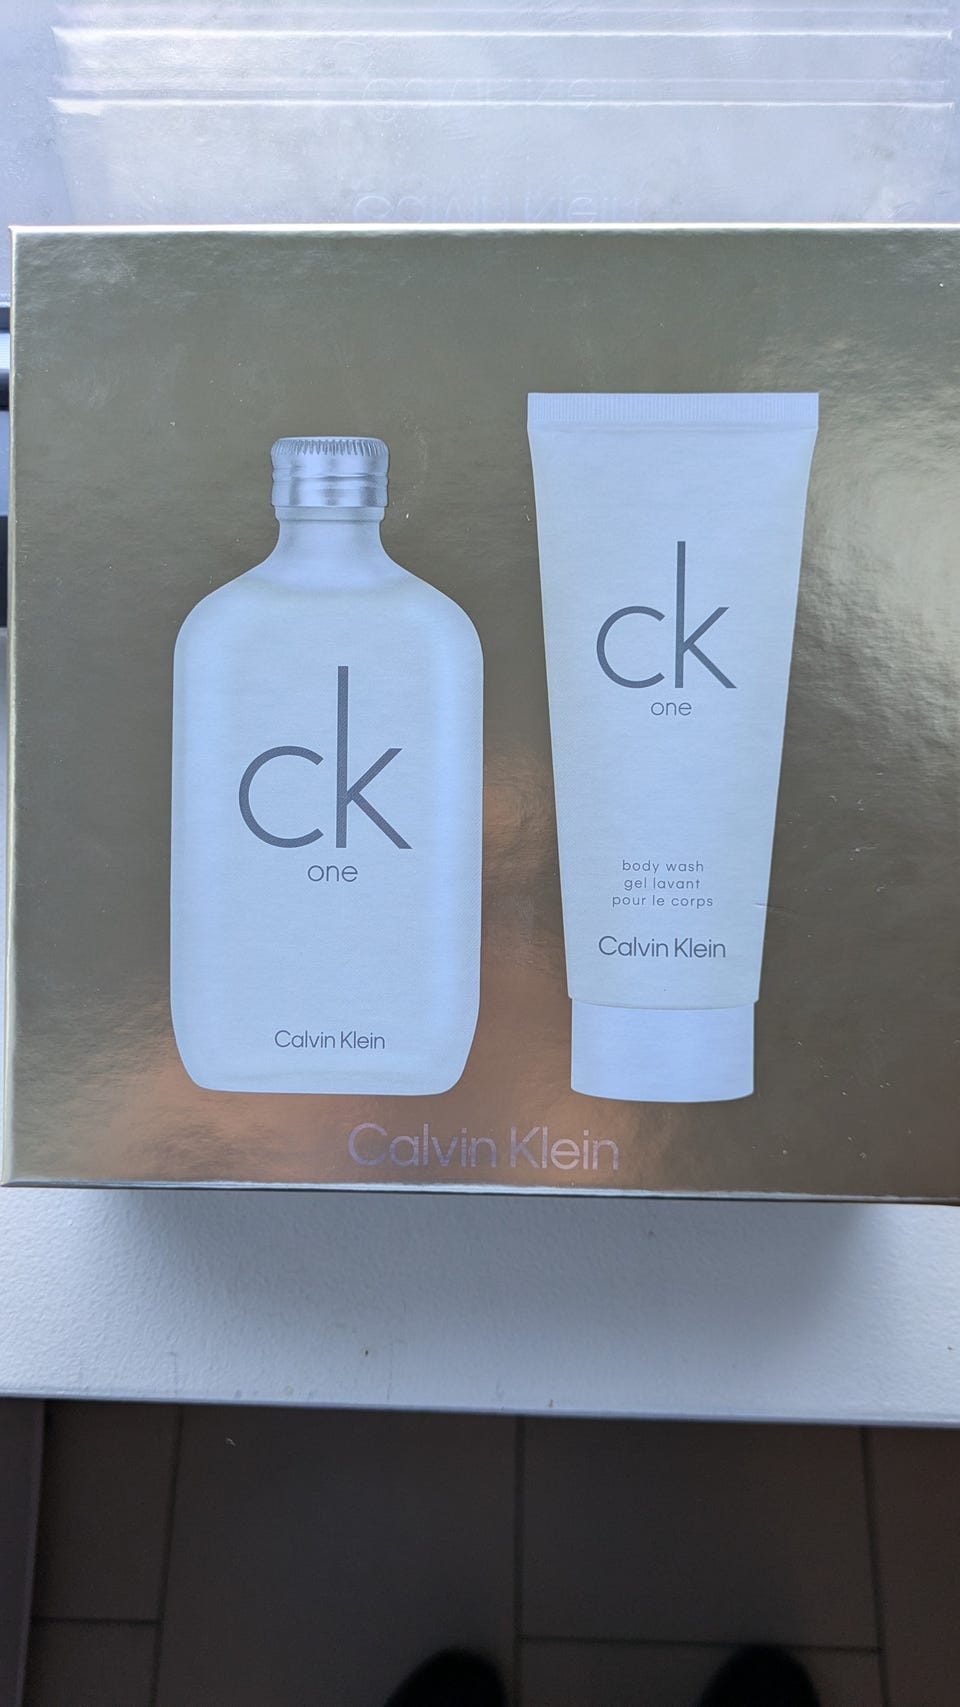 ck
one
Calvin Klein
ck
one
body wash
gel lavant
pour le corps
Calvin Klein
Calvin Klein